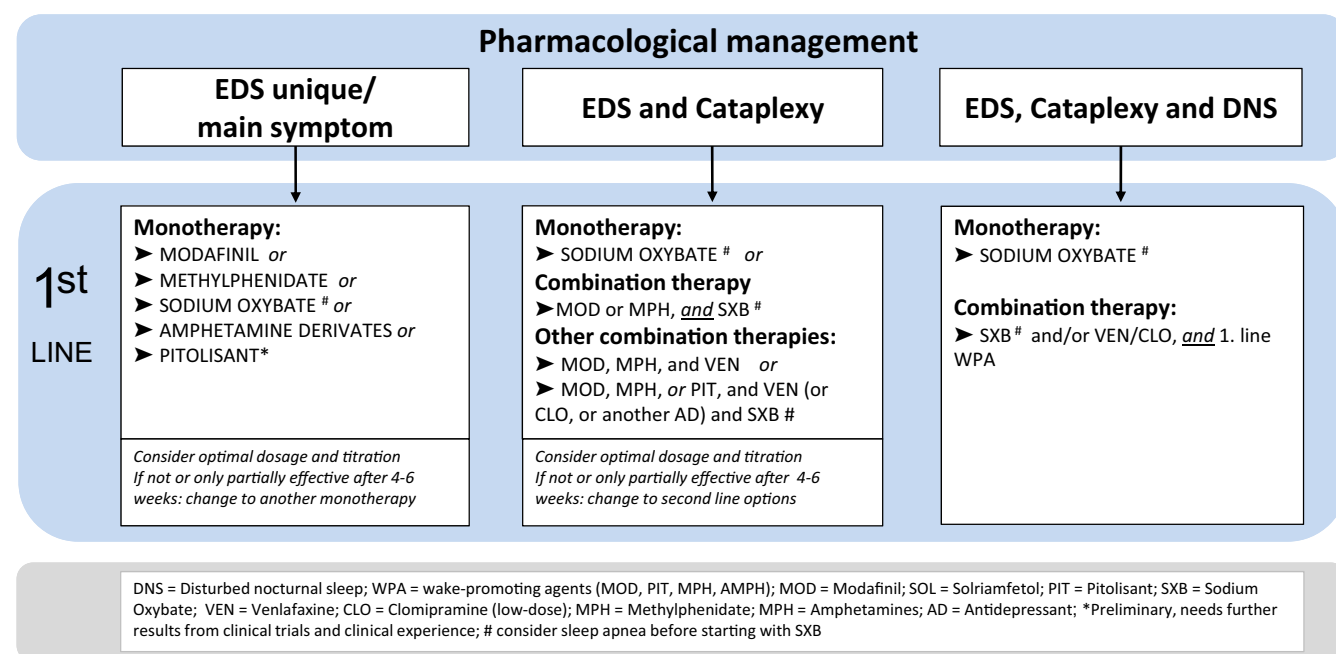 Pharmacological management
EDS unique/
main symptom
EDS and Cataplexy
EDS, Cataplexy and DNS
1st
LINE
Monotherapy:
➤ MODAFINIL or
➤ METHYLPHENIDATE or
➤ SODIUM OXYBATE # or
➤ AMPHETAMINE DERIVATES or
➤ PITOLISANT*
Consider optimal dosage and titration
If not or only partially effective after 4-6
weeks: change to another monotherapy
Monotherapy:
➤ SODIUM OXYBATE # or
Combination therapy
➤MOD or MPH, and SXB #
Other combination therapies:
➤ MOD, MPH, and VEN or
➤ MOD, MPH, or PIT, and VEN (or
CLO, or another AD) and SXB #
Consider optimal dosage and titration
If not or only partially effective after 4-6
weeks: change to second line options
Monotherapy:
➤ SODIUM OXYBATE #
Combination therapy:
➤ SXB # and/or VEN/CLO, and 1. line
WPA
DNS = Disturbed nocturnal sleep; WPA = wake-promoting agents (MOD, PIT, MPH, AMPH); MOD = Modafinil; SOL = Solriamfetol; PIT = Pitolisant; SXB = Sodium
Oxybate; VEN = Venlafaxine; CLO = Clomipramine (low-dose); MPH = Methylphenidate; MPH = Amphetamines; AD = Antidepressant; *Preliminary, needs further
results from clinical trials and clinical experience; # consider sleep apnea before starting with SXB